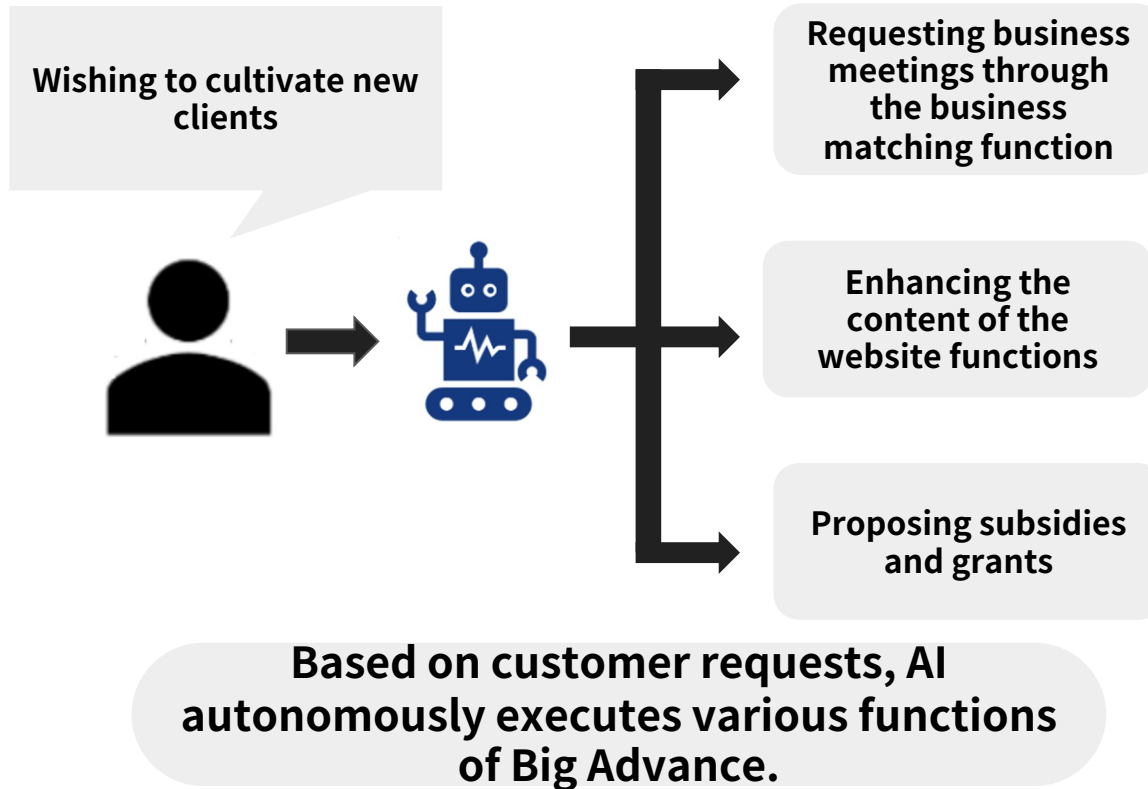 Wishing to cultivate new
clients
Requesting business
meetings through
the business
matching function
Enhancing the
content of the
website functions
Proposing subsidies
and grants
Based on customer requests, AI
autonomously executes various functions
of Big Advance.